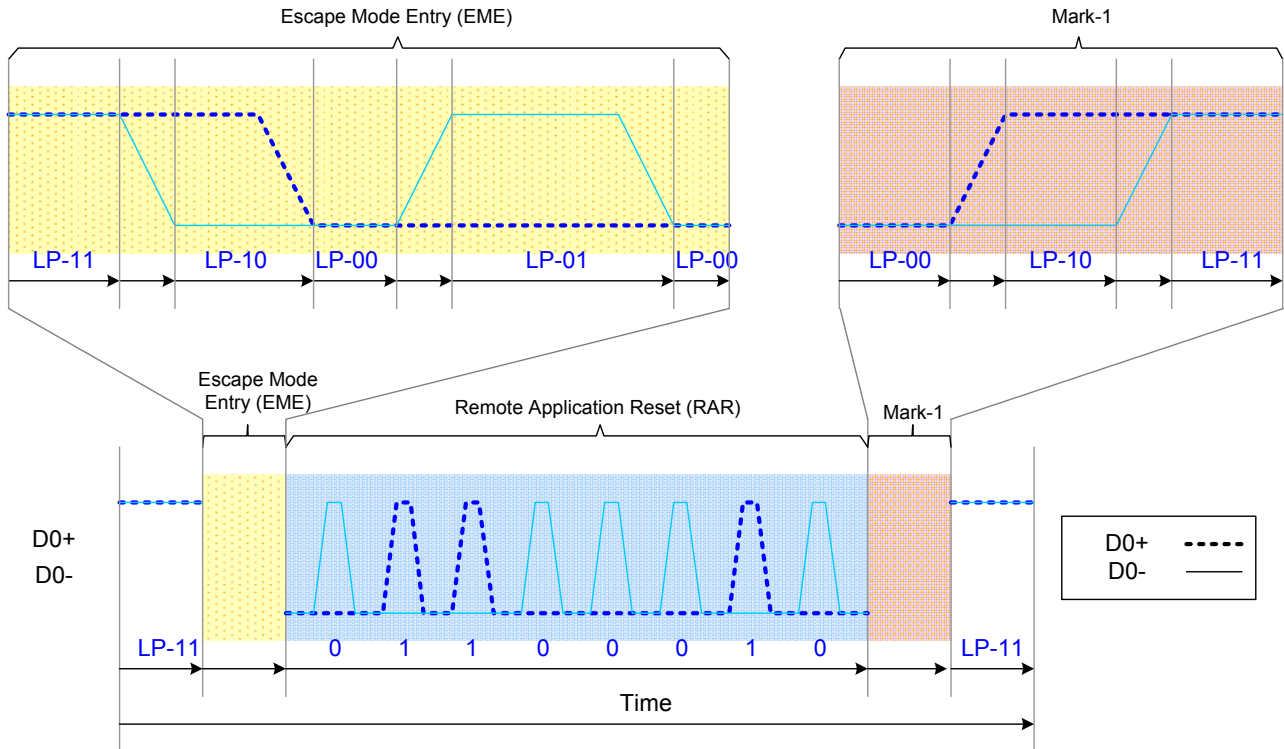 Escape Mode Entry (EME)
Mark-1
LP-11 LP-10 LP-00 LP-01 LP-00
LP-00 LP-10 LP-11
Escape Mode
Entry (EME)
Remote Application Reset (RAR)
Mark-1
D0+
D0-
LP-11 0 1 1 0 0 0 1 0 LP-11
Time
D0+
D0-